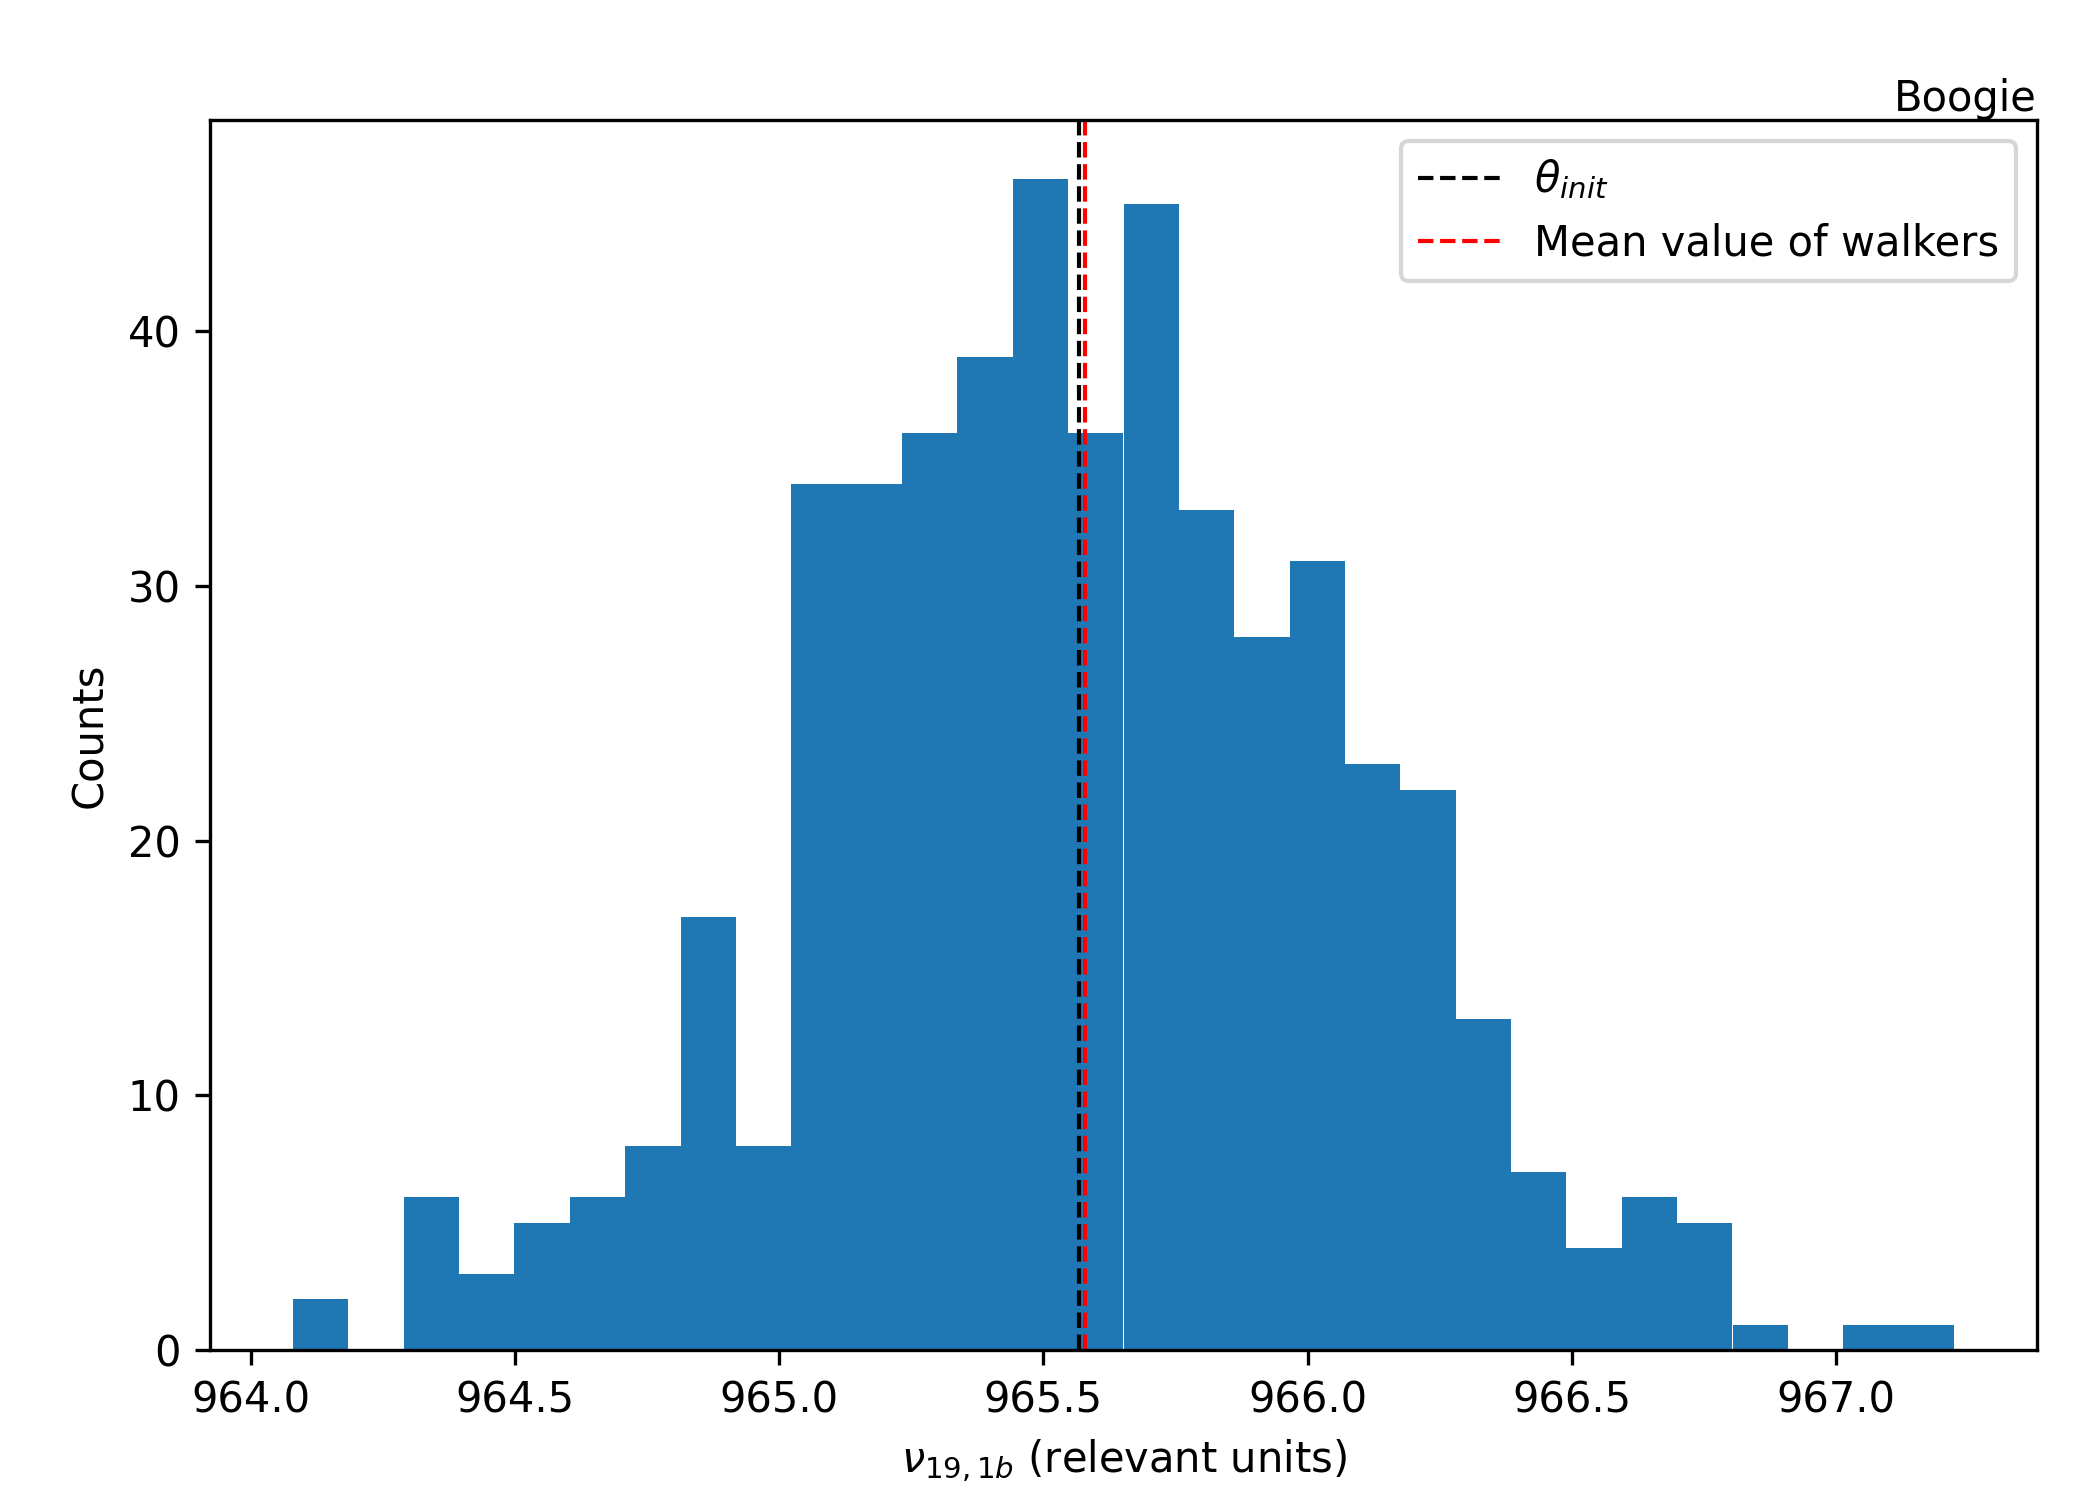 Boogie
θ_init
Mean value of walkers
40
30
20
10
0
Counts
964.0 964.5 965.0 965.5 966.0 966.5 967.0
ν_19,1b (relevant units)